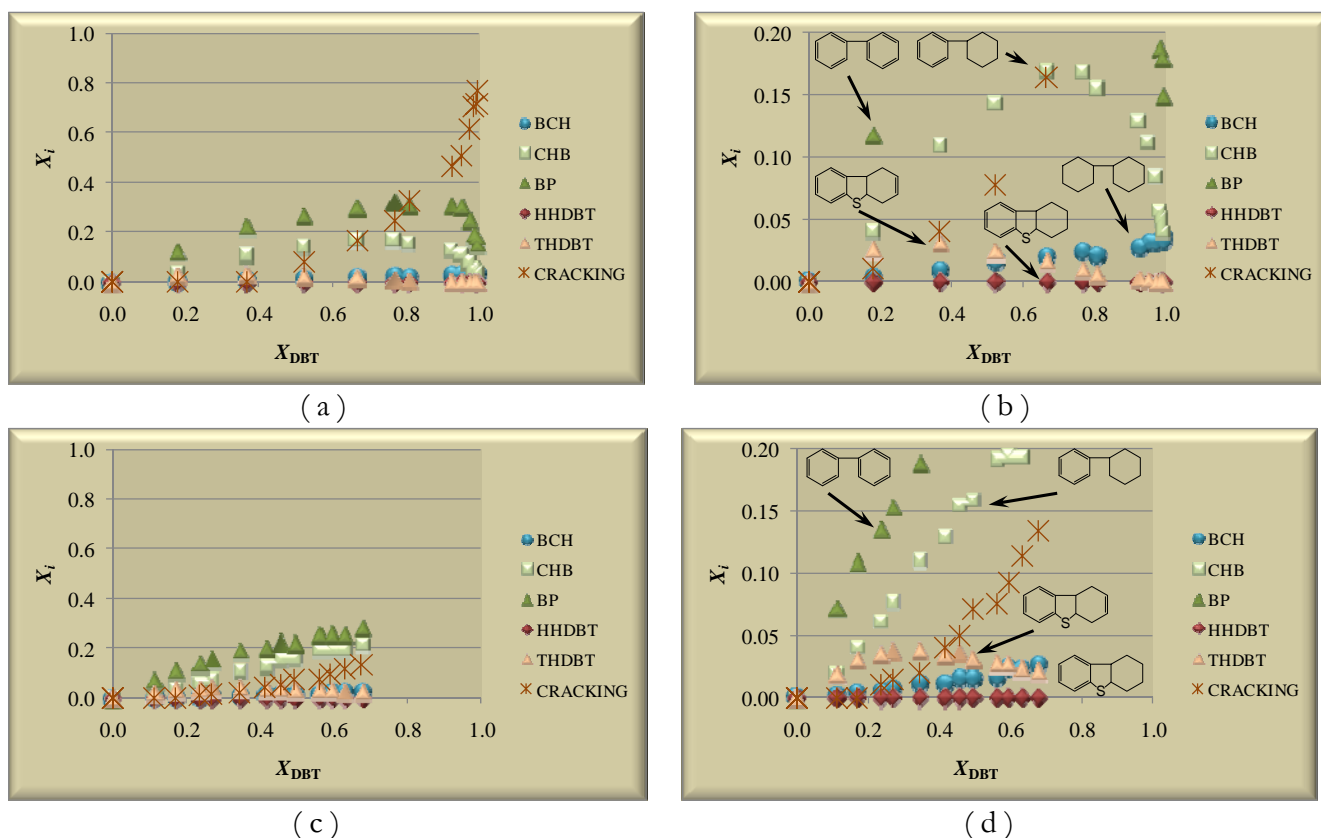 1.0
0.8
0.6
0.4
0.2
0.0
X_i
0.0 0.2 0.4 0.6 0.8 1.0
X_DBT
BCH
CHB
BP
HHDBT
THDBT
CRACKING
( a )
0.20
0.15
0.10
0.05
0.00
X_i
0.0 0.2 0.4 0.6 0.8 1.0
X_DBT
S
S
BCH
CHB
BP
HHDBT
THDBT
CRACKING
( b )
1.0
0.8
0.6
0.4
0.2
0.0
X_i
0.0 0.2 0.4 0.6 0.8 1.0
X_DBT
BCH
CHB
BP
HHDBT
THDBT
CRACKING
( c )
0.20
0.15
0.10
0.05
0.00
X_i
0.0 0.2 0.4 0.6 0.8 1.0
X_DBT
S
S
BCH
CHB
BP
HHDBT
THDBT
CRACKING
( d )